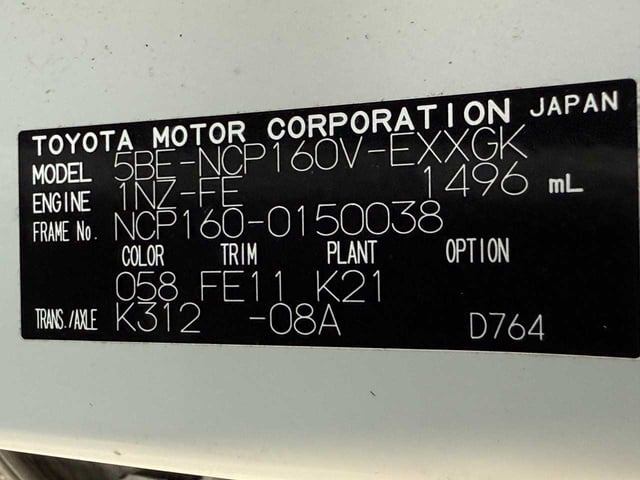 TOYOTA MOTOR CORPORATION JAPAN
MODEL 5BE-NCP160V-EXXGK
ENGINE 1NZ-FE 1496 mL
FRAME No. NCP160-0150038
COLOR TRIM PLANT OPTION
058 FE11 K21
TRANS./AXLE K312 -08A D764